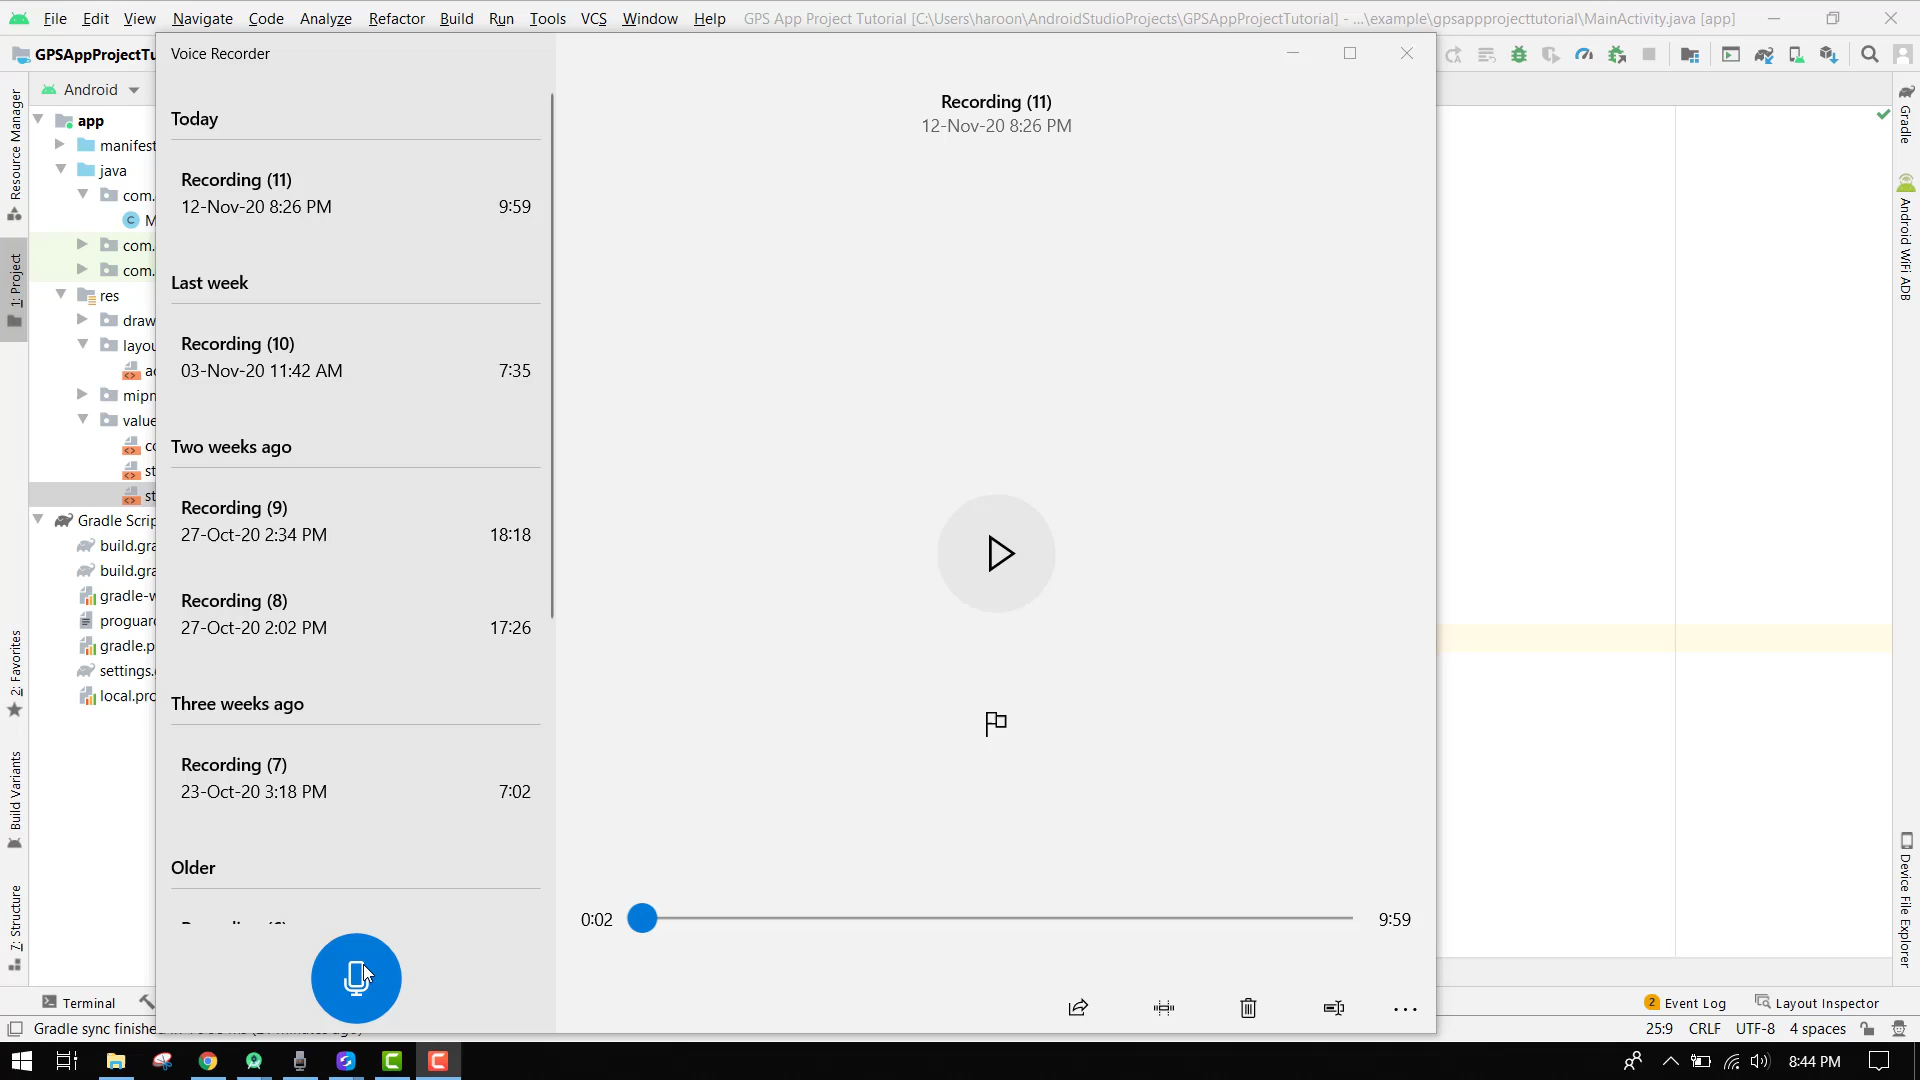 File Edit View Navigate Code Analyze Refactor Build Run Tools VCS Window Help GPS App Project Tutorial [C:\Users\haroon\AndroidStudioProjects\GPSAppProjectTutorial] - ...\example\gpsappprojecttutorial\MainActivity.java [app]
GPSAppProjectTu
Voice Recorder
Android
app
manifest
java
com.
M
com.
com.
res
draw
layou
ac
mipm
value
co
st
st
Gradle Scrip
build.gra
build.gra
gradle-w
proguard
gradle.p
settings.
local.pro
Resource Manager
1: Project
2: Favorites
Build Variants
7: Structure
Today
Recording (11)
12-Nov-20 8:26 PM 9:59
Last week
Recording (10)
03-Nov-20 11:42 AM 7:35
Two weeks ago
Recording (9)
27-Oct-20 2:34 PM 18:18
Recording (8)
27-Oct-20 2:02 PM 17:26
Three weeks ago
Recording (7)
23-Oct-20 3:18 PM 7:02
Older
Recording (11)
12-Nov-20 8:26 PM
0:02 9:59
...
Gradle
Android WiFi ADB
Device File Explorer
Terminal
2 Event Log Layout Inspector
Gradle sync finished
25:9 CRLF UTF-8 4 spaces
8:44 PM